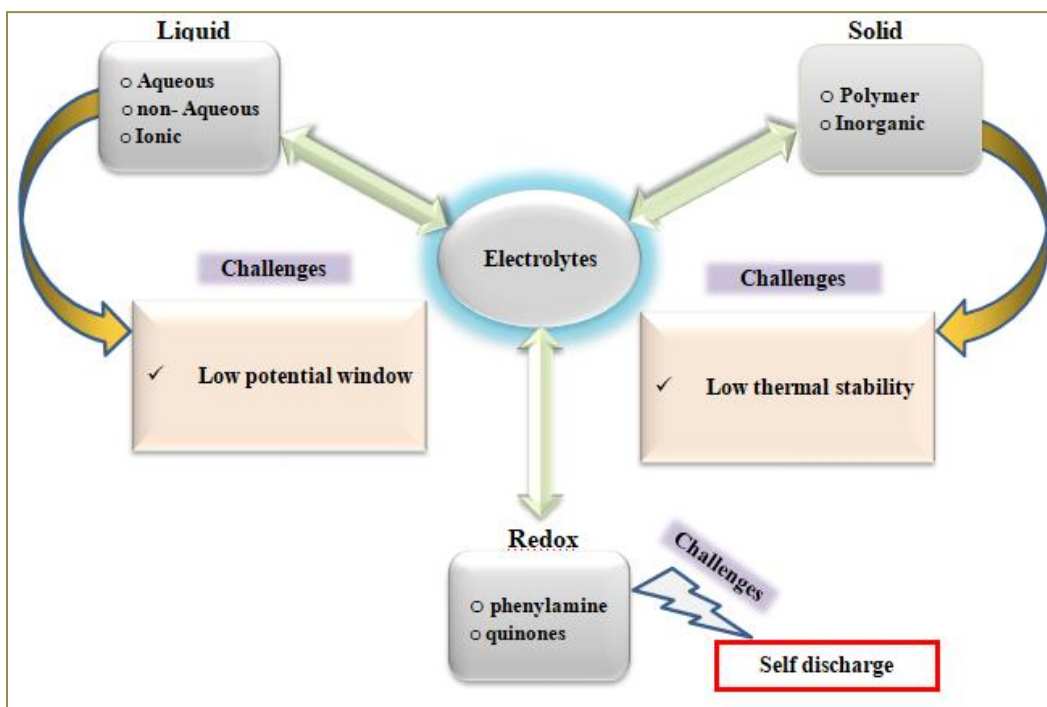 Liquid
○ Aqueous
○ non- Aqueous
○ Ionic
Solid
○ Polymer
○ Inorganic
Electrolytes
Challenges
✓ Low potential window
Challenges
✓ Low thermal stability
Redox
○ phenylamine
○ quinones
Challenges
Self discharge